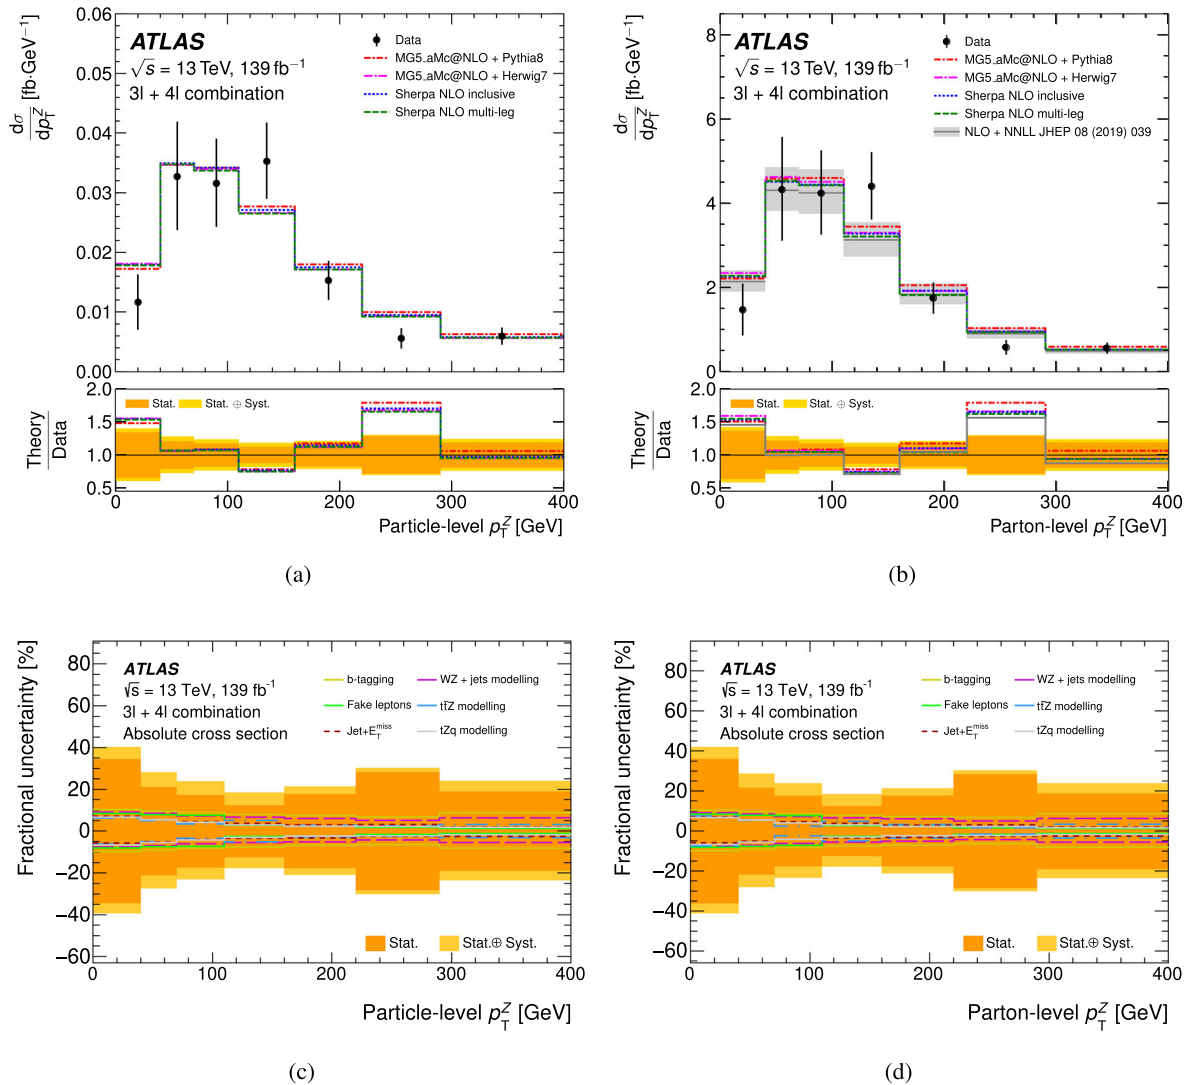 dσ
dp_T^Z [fb·GeV⁻¹]
0.06
0.05
0.04
0.03
0.02
0.01
0.00
ATLAS
√s = 13 TeV, 139 fb⁻¹
3l + 4l combination
Data
MG5_aMc@NLO + Pythia8
MG5_aMc@NLO + Herwig7
Sherpa NLO inclusive
Sherpa NLO multi-leg
Theory
Data
2.0
1.5
1.0
0.5
Stat.
Stat. ⊕ Syst.
0 100 200 300 400
Particle-level p_T^Z [GeV]
(a)
dσ
dp_T^Z [fb·GeV⁻¹]
8
6
4
2
0
ATLAS
√s = 13 TeV, 139 fb⁻¹
3l + 4l combination
Data
MG5_aMc@NLO + Pythia8
MG5_aMc@NLO + Herwig7
Sherpa NLO inclusive
Sherpa NLO multi-leg
NLO + NNLL JHEP 08 (2019) 039
Theory
Data
2.0
1.5
1.0
0.5
Stat.
Stat. ⊕ Syst.
0 100 200 300 400
Parton-level p_T^Z [GeV]
(b)
Fractional uncertainty [%]
80
60
40
20
0
−20
−40
−60
ATLAS
√s = 13 TeV, 139 fb⁻¹
3l + 4l combination
Absolute cross section
b-tagging
Fake leptons
Jet+E_T^miss
WZ + jets modelling
tt̄Z modelling
tZq modelling
Stat.
Stat.⊕ Syst.
0 100 200 300 400
Particle-level p_T^Z [GeV]
(c)
Fractional uncertainty [%]
80
60
40
20
0
−20
−40
−60
ATLAS
√s = 13 TeV, 139 fb⁻¹
3l + 4l combination
Absolute cross section
b-tagging
Fake leptons
Jet+E_T^miss
WZ + jets modelling
tt̄Z modelling
tZq modelling
Stat.
Stat.⊕ Syst.
0 100 200 300 400
Parton-level p_T^Z [GeV]
(d)